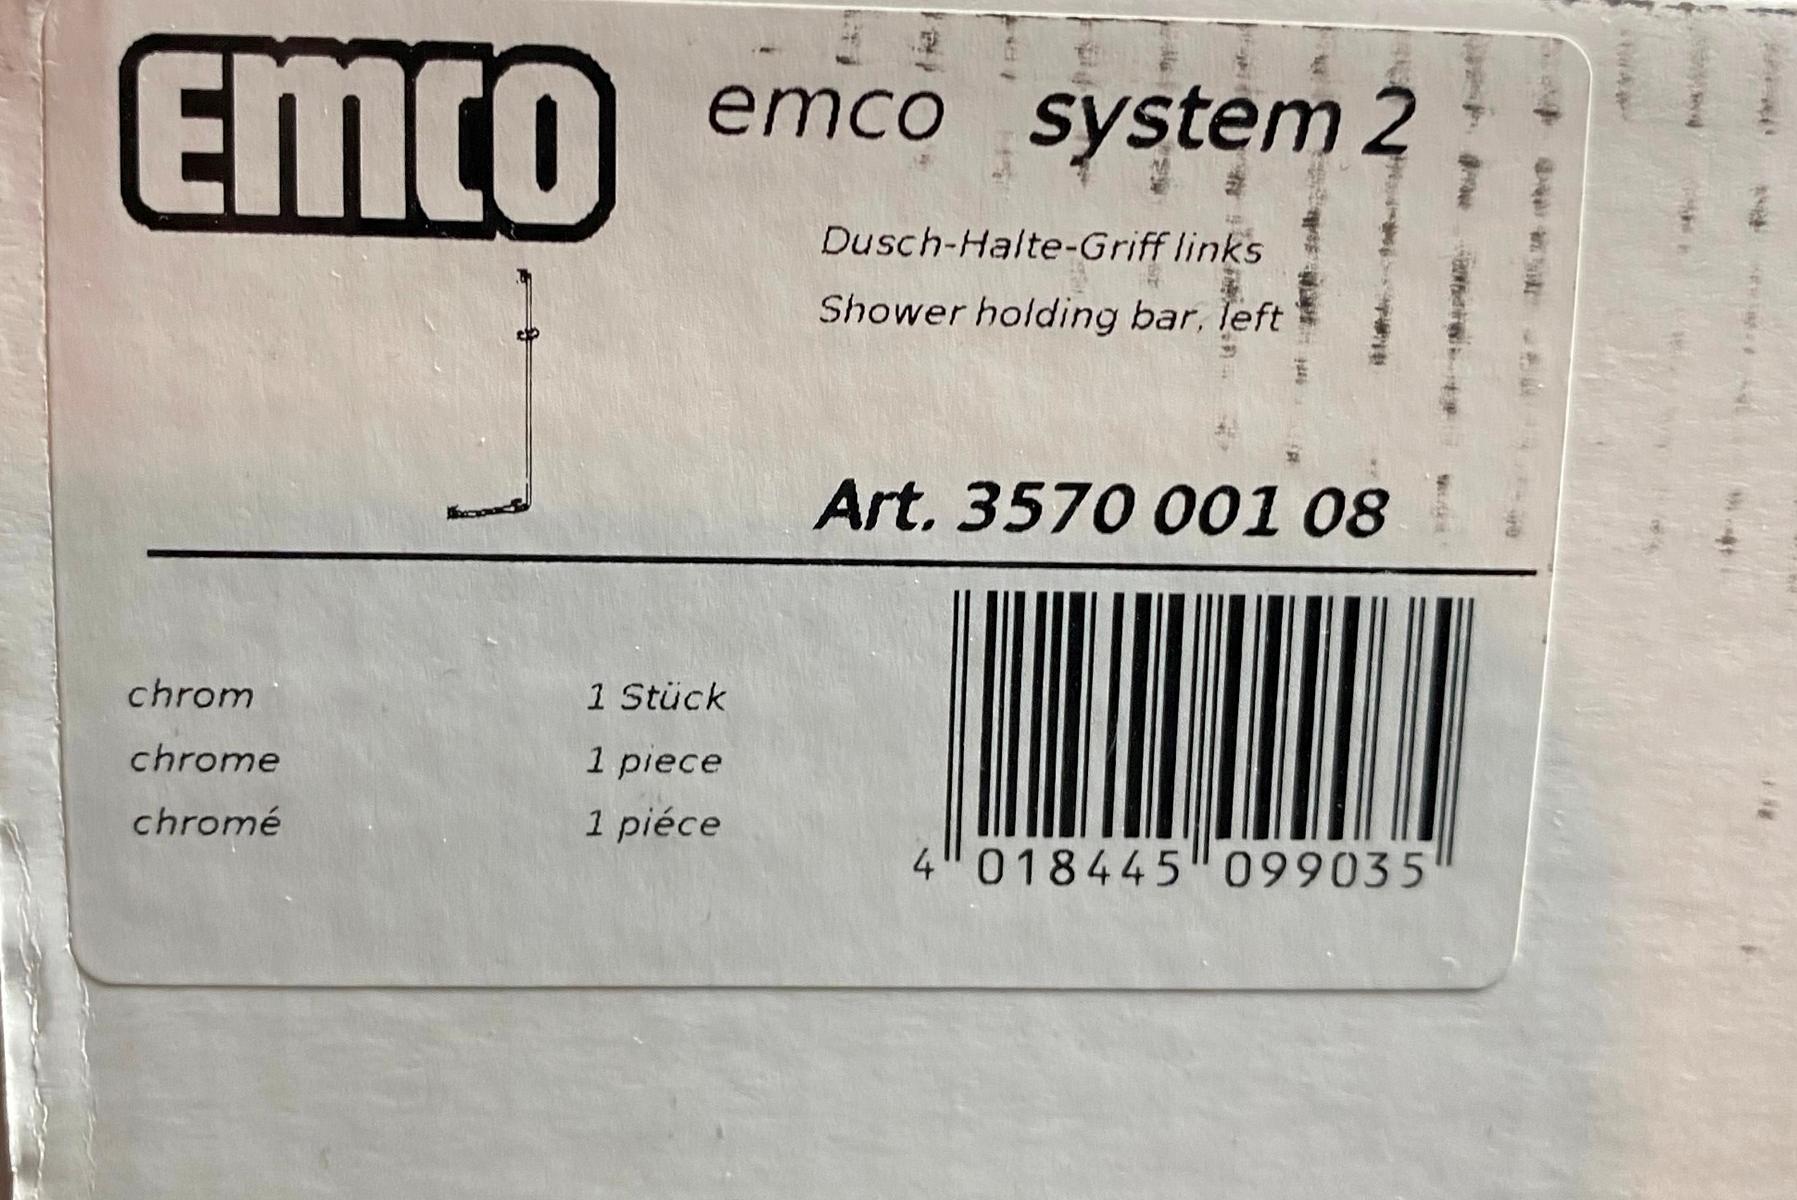 emco
emco system 2
Dusch-Halte-Griff links
Shower holding bar, left
Art. 3570 001 08
chrom 1 Stück
chrome 1 piece
chromé 1 piéce
4 018445 099035